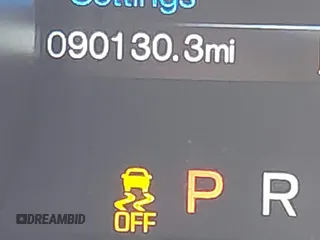 Settings
090130.3mi
OFF P R
DREAMBID